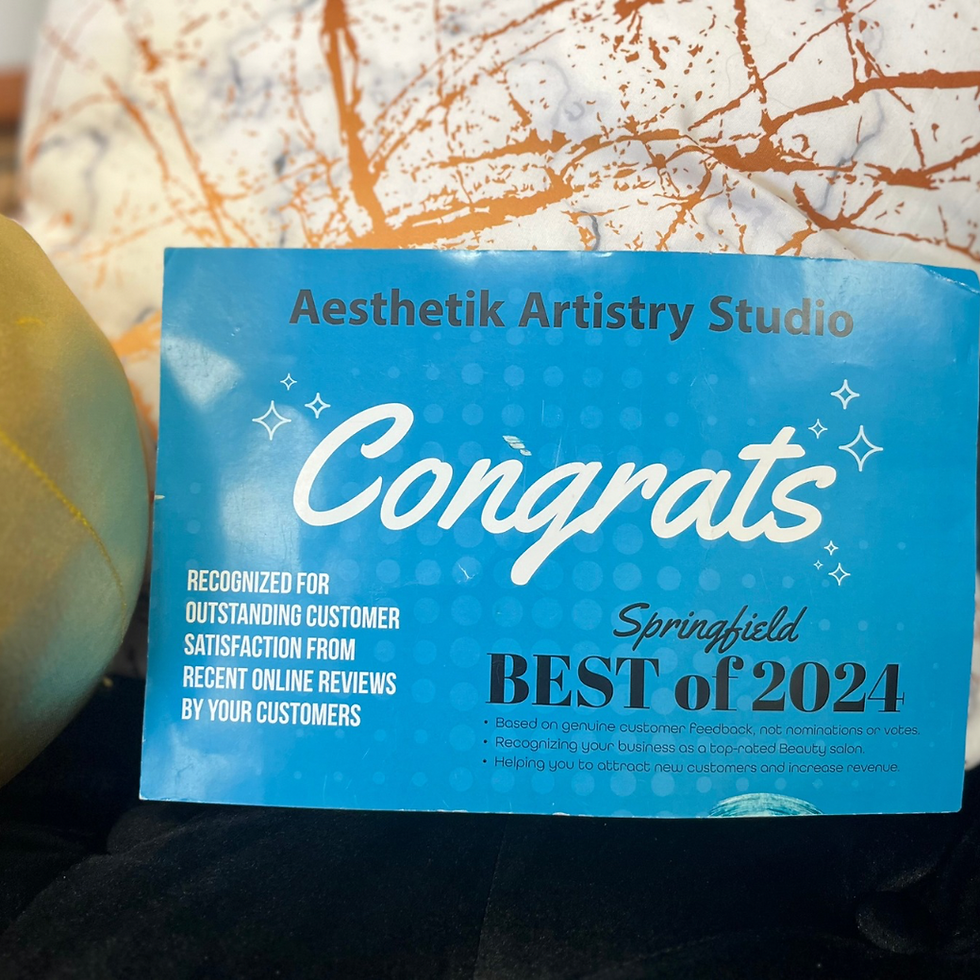 Aesthetik Artistry Studio
Congrats
RECOGNIZED FOR
OUTSTANDING CUSTOMER
SATISFACTION FROM
RECENT ONLINE REVIEWS
BY YOUR CUSTOMERS
Springfield
BEST of 2024
• Based on genuine customer feedback, not nominations or votes.
• Recognizing your business as a top-rated Beauty salon.
• Helping you to attract new customers and increase revenue.